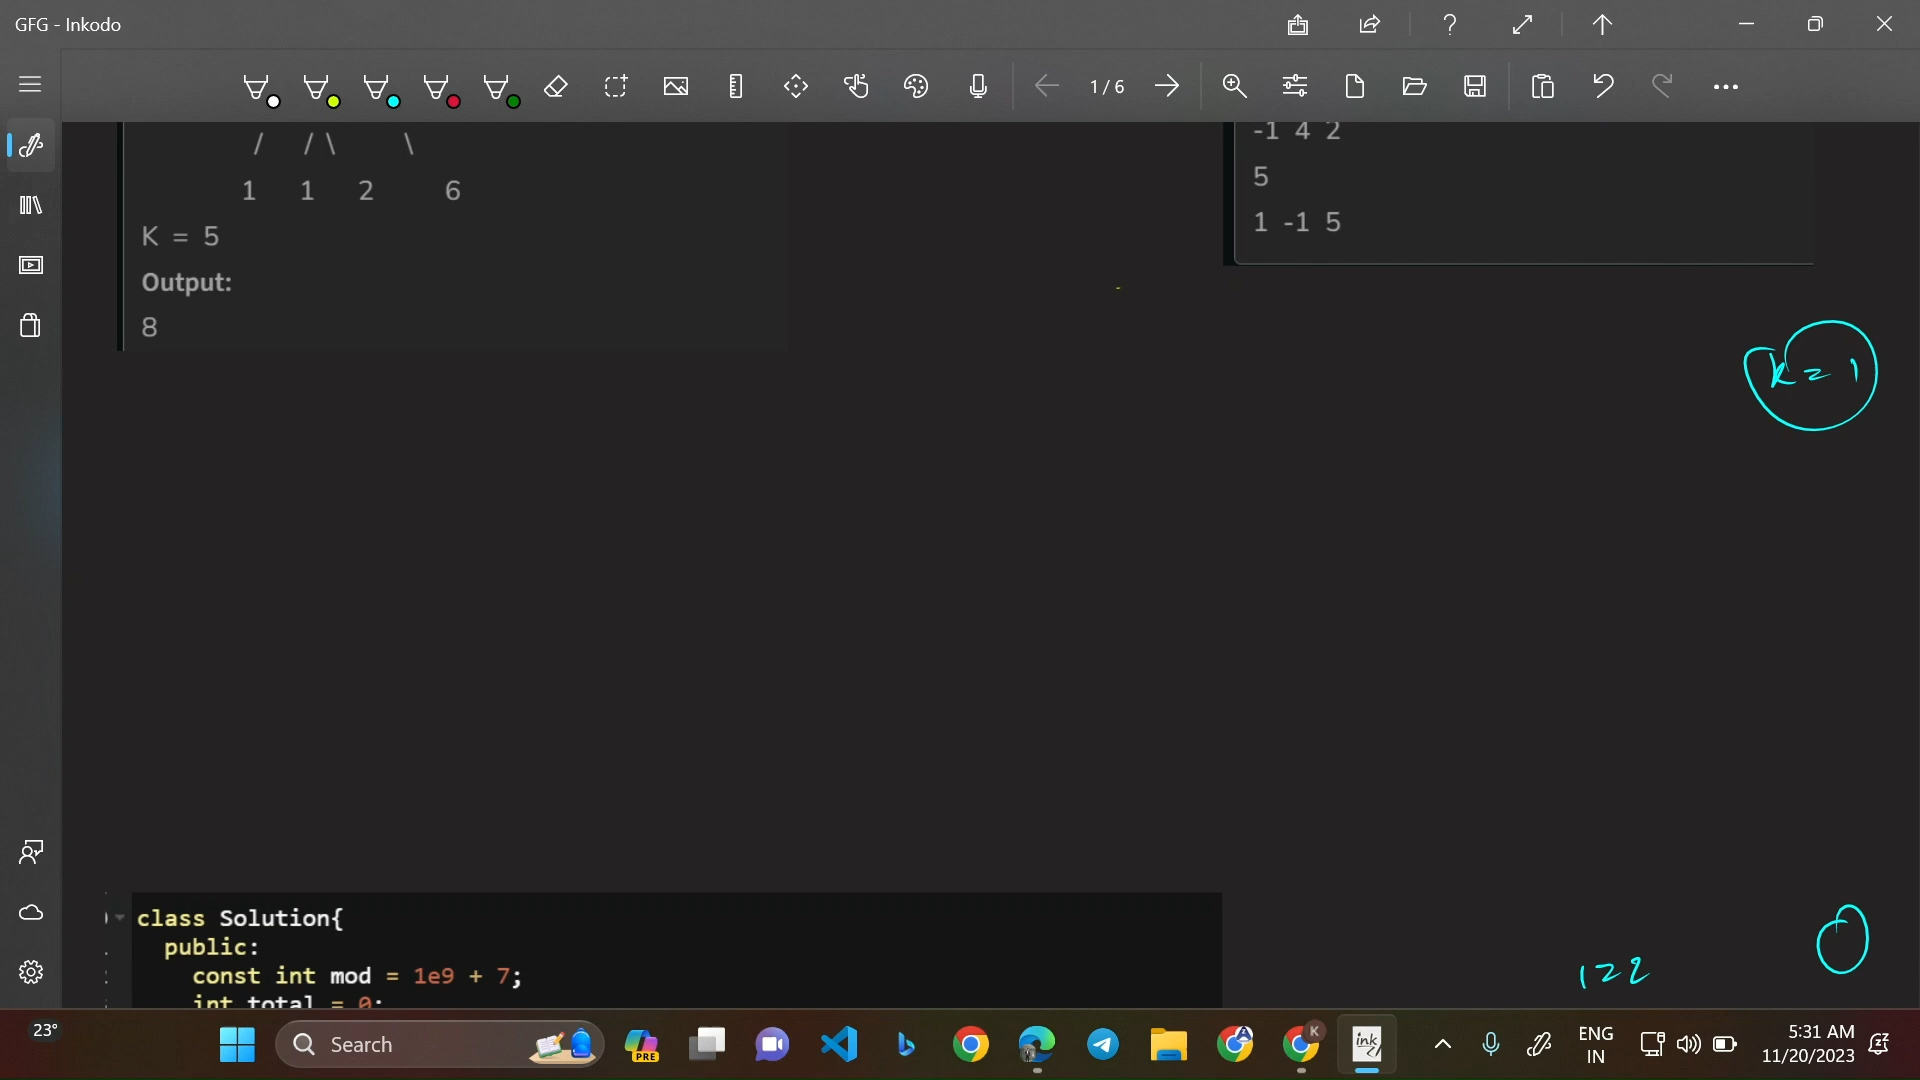 GFG - Inkodo
1/6
/ / \ \
1 1 2 6
K = 5
Output:
8
-1 4 2
5
1 -1 5
k = 1
class Solution{
public:
const int mod = 1e9 + 7;
int total = 0;
0
23°
Search
PRE
K
ink
ENG
IN
5:31 AM
11/20/2023